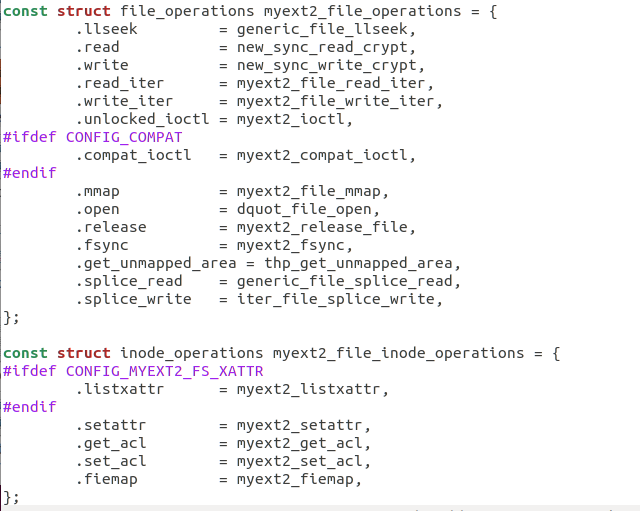 const struct file_operations myext2_file_operations = {
        .llseek         = generic_file_llseek,
        .read           = new_sync_read_crypt,
        .write          = new_sync_write_crypt,
        .read_iter      = myext2_file_read_iter,
        .write_iter     = myext2_file_write_iter,
        .unlocked_ioctl = myext2_ioctl,
#ifdef CONFIG_COMPAT
        .compat_ioctl   = myext2_compat_ioctl,
#endif
        .mmap           = myext2_file_mmap,
        .open           = dquot_file_open,
        .release        = myext2_release_file,
        .fsync          = myext2_fsync,
        .get_unmapped_area = thp_get_unmapped_area,
        .splice_read    = generic_file_splice_read,
        .splice_write   = iter_file_splice_write,
};

const struct inode_operations myext2_file_inode_operations = {
#ifdef CONFIG_MYEXT2_FS_XATTR
        .listxattr      = myext2_listxattr,
#endif
        .setattr        = myext2_setattr,
        .get_acl        = myext2_get_acl,
        .set_acl        = myext2_set_acl,
        .fiemap         = myext2_fiemap,
};